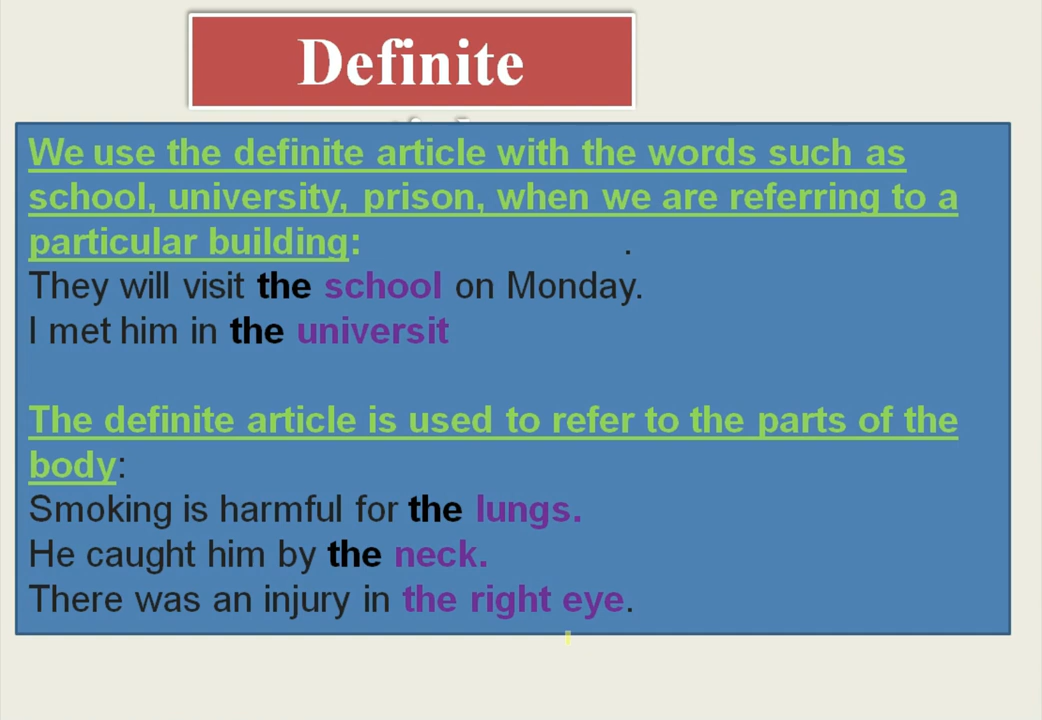 Definite
We use the definite article with the words such as
school, university, prison, when we are referring to a
particular building: .
They will visit the school on Monday.
I met him in the universit
The definite article is used to refer to the parts of the
body:
Smoking is harmful for the lungs.
He caught him by the neck.
There was an injury in the right eye.